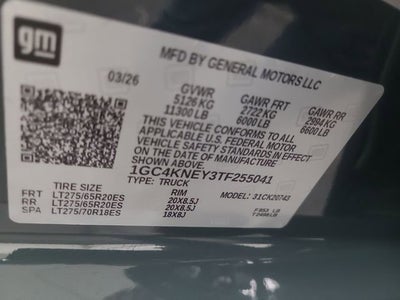 gm
MFD BY GENERAL MOTORS LLC
03/26
GVWR GAWR FRT GAWR RR
5126 KG 2722 KG 2994 KG
11300 LB 6000 LB 6600 LB
THIS VEHICLE CONFORMS TO ALL
APPLICABLE U.S. FEDERAL MOTOR
VEHICLE SAFETY STANDARDS IN EFFECT
ON THE DATE OF MANUFACTURE
1GC4KNEY3TF255041
TYPE: TRUCK
MODEL: 31CK20743
TIRE SIZE RIM
FRT LT275/65R20ES 20X8.5J
RR LT275/65R20ES 20X8.5J
SPA LT275/70R18ES 18X8J